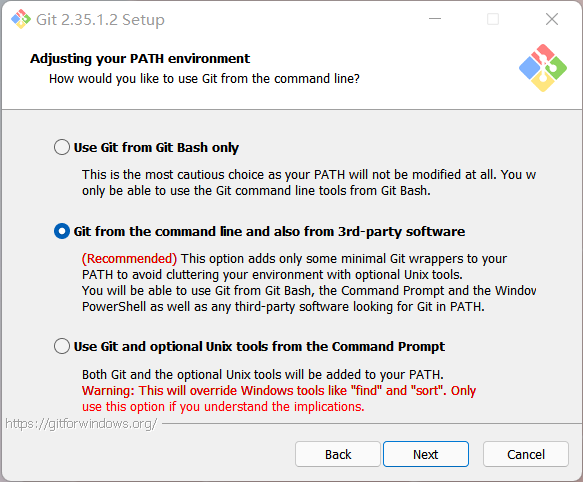 Git 2.35.1.2 Setup
Adjusting your PATH environment
How would you like to use Git from the command line?
Use Git from Git Bash only
This is the most cautious choice as your PATH will not be modified at all. You w
only be able to use the Git command line tools from Git Bash.
Git from the command line and also from 3rd-party software
(Recommended) This option adds only some minimal Git wrappers to your
PATH to avoid cluttering your environment with optional Unix tools.
You will be able to use Git from Git Bash, the Command Prompt and the Window
PowerShell as well as any third-party software looking for Git in PATH.
Use Git and optional Unix tools from the Command Prompt
Both Git and the optional Unix tools will be added to your PATH.
Warning: This will override Windows tools like "find" and "sort". Only
use this option if you understand the implications.
https://gitforwindows.org/
Back Next Cancel